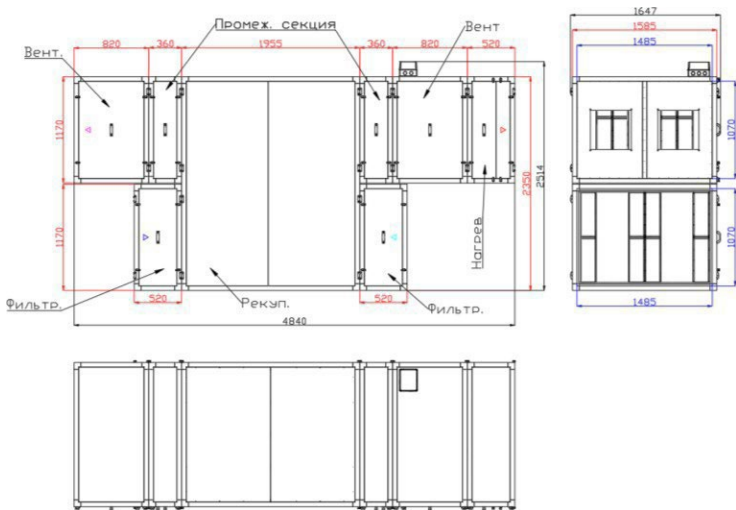 1647
Промеж. секция
1585
820
360
1955
360
820
520
Вент
1485
Вент.
1170
1070
2514
2350
1170
1070
Нагрев
Фильтр.
520
Рекуп.
520
Фильтр.
1485
4840